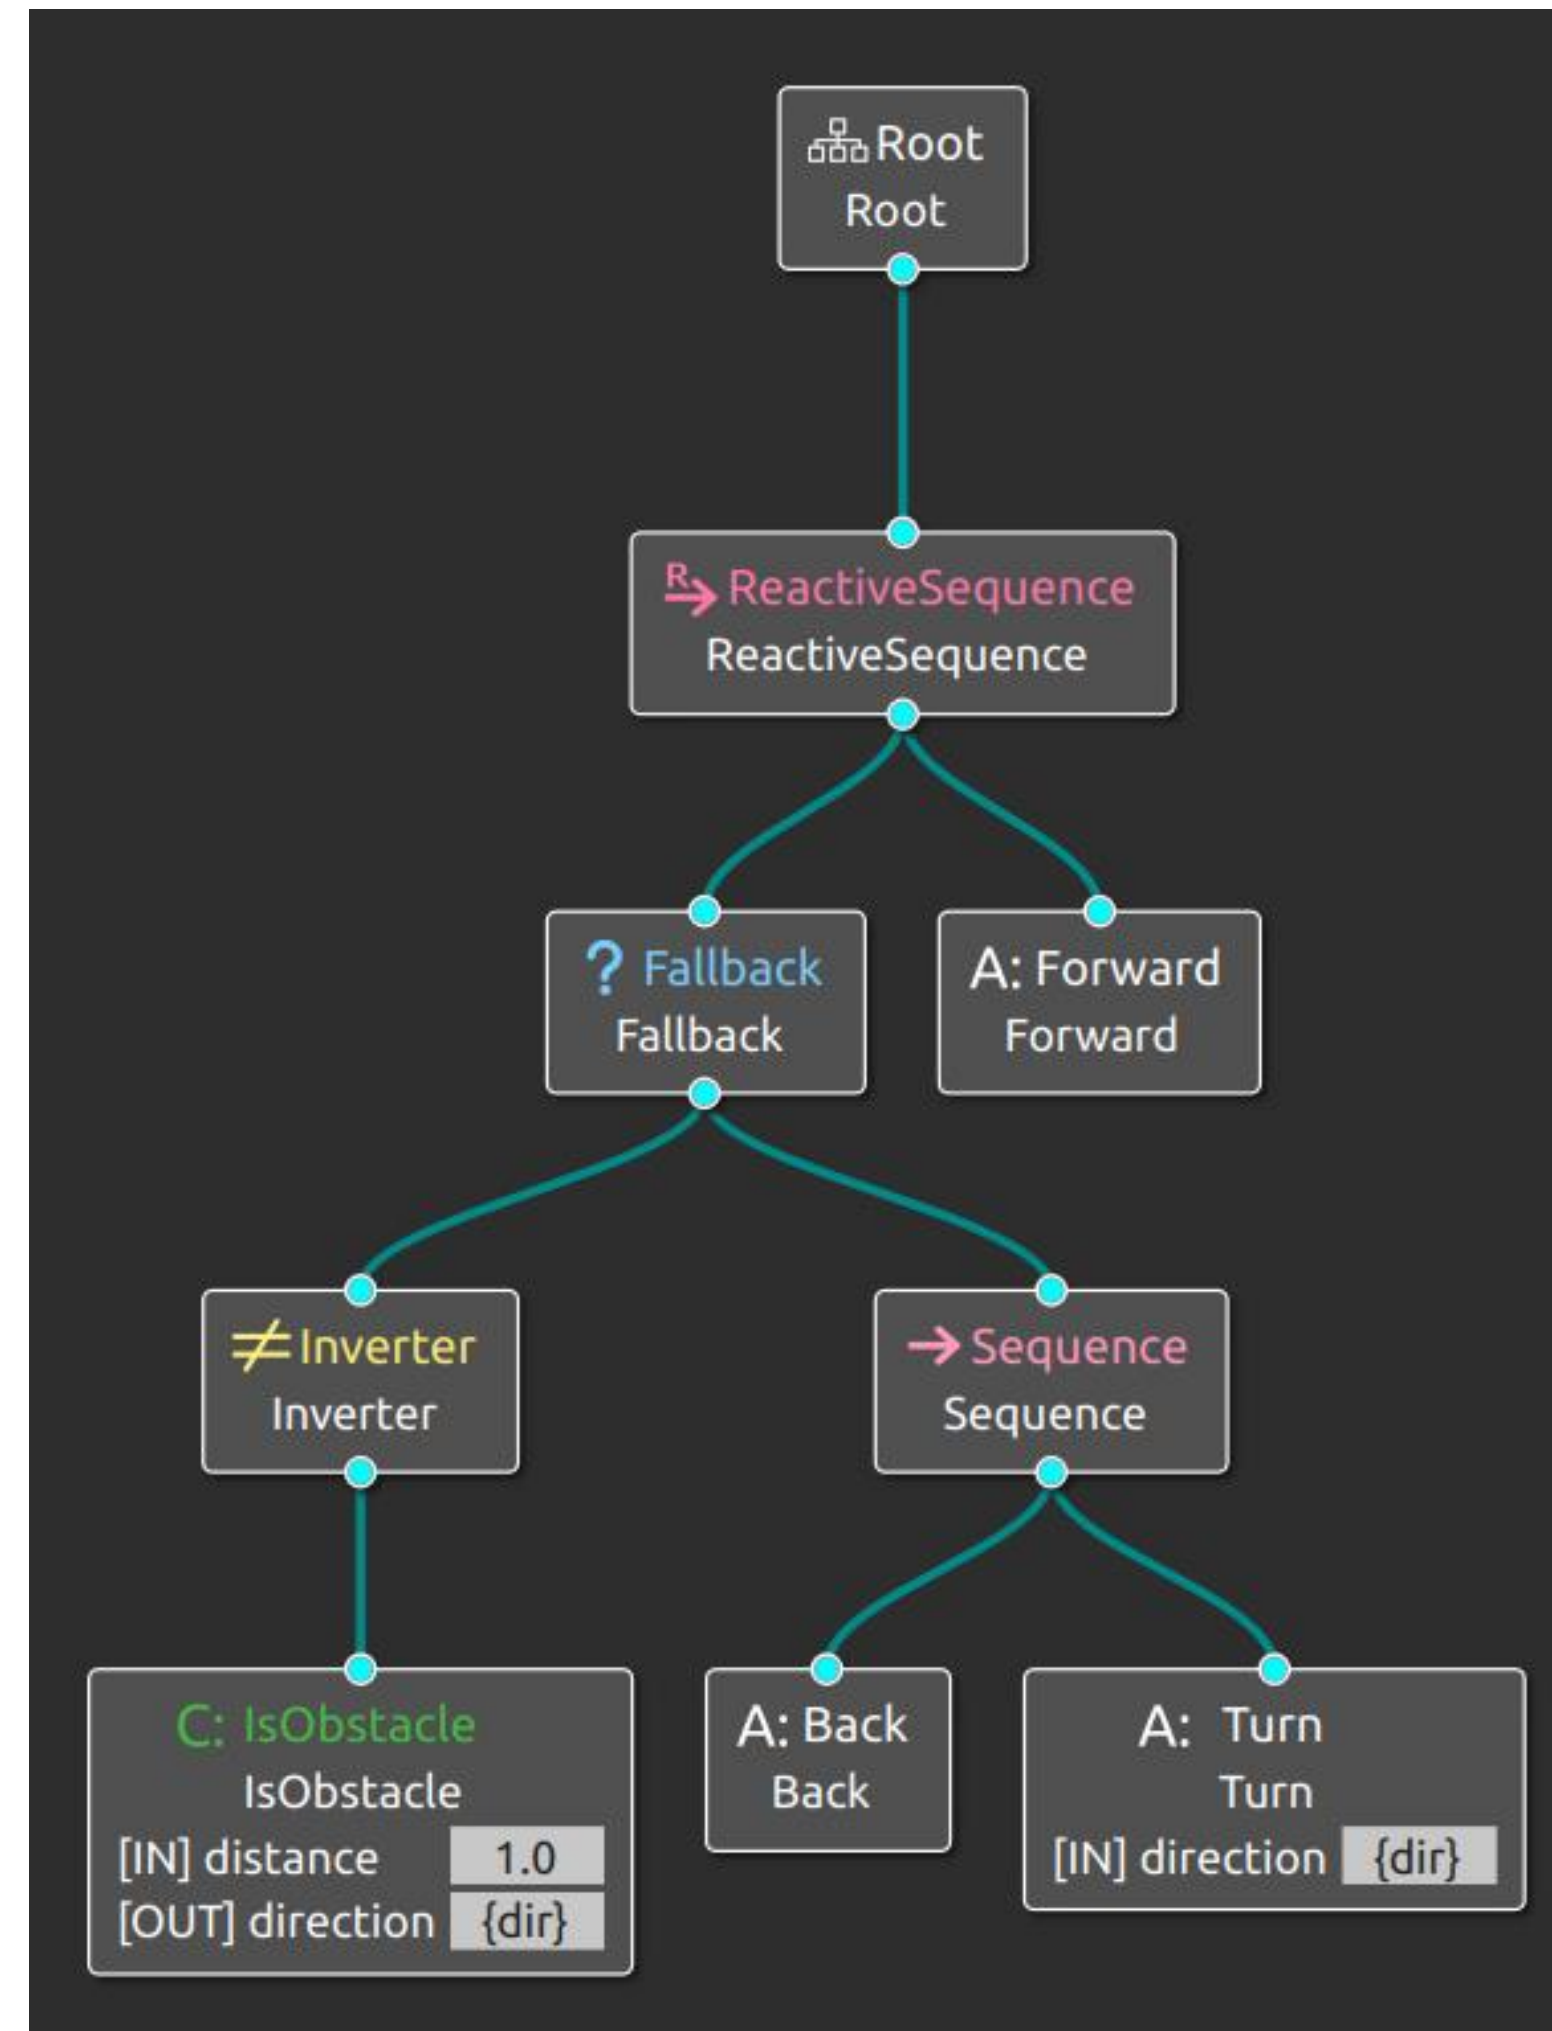 Root
Root
R ReactiveSequence
ReactiveSequence
? Fallback
Fallback
A: Forward
Forward
Inverter
Inverter
Sequence
Sequence
C: IsObstacle
IsObstacle
[IN] distance 1.0
[OUT] direction {dir}
A: Back
Back
A: Turn
Turn
[IN] direction {dir}